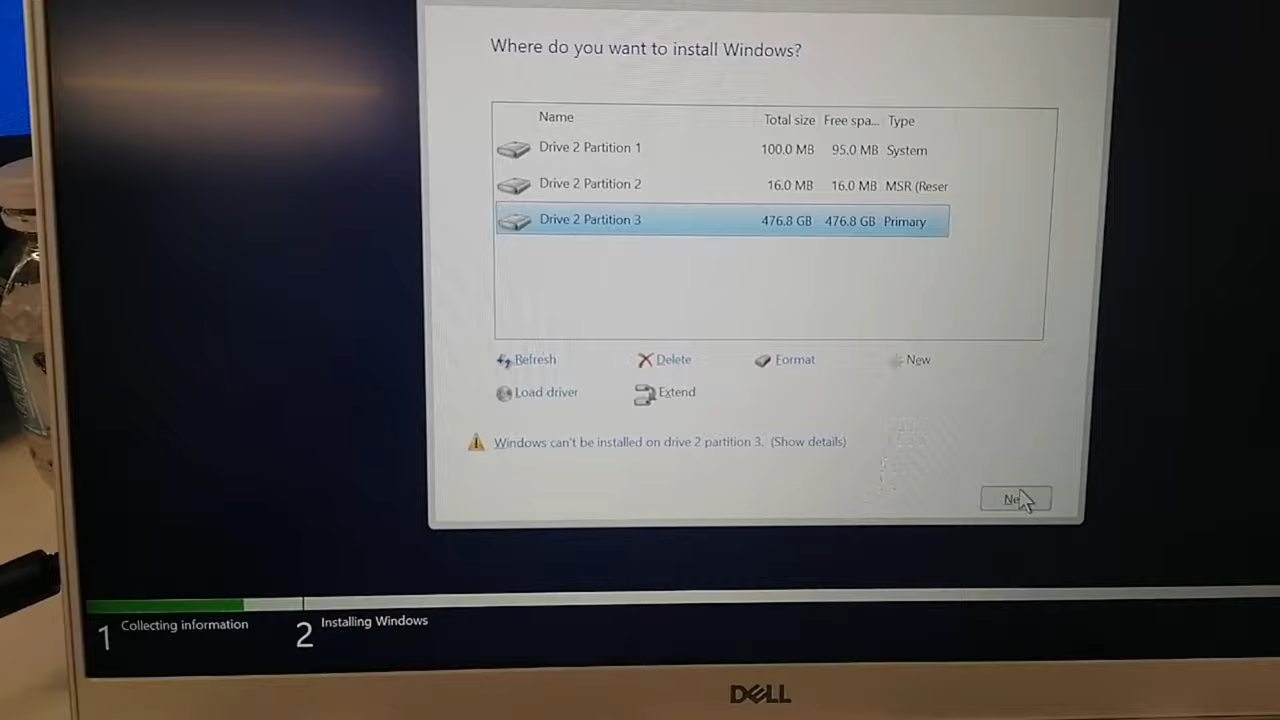 Where do you want to install Windows?
Name Total size Free spa... Type
Drive 2 Partition 1 100.0 MB 95.0 MB System
Drive 2 Partition 2 16.0 MB 16.0 MB MSR (Reser
Drive 2 Partition 3 476.8 GB 476.8 GB Primary
Refresh Delete Format New
Load driver Extend
Windows can't be installed on drive 2 partition 3. (Show details)
Ne
1 Collecting information 2 Installing Windows
DELL